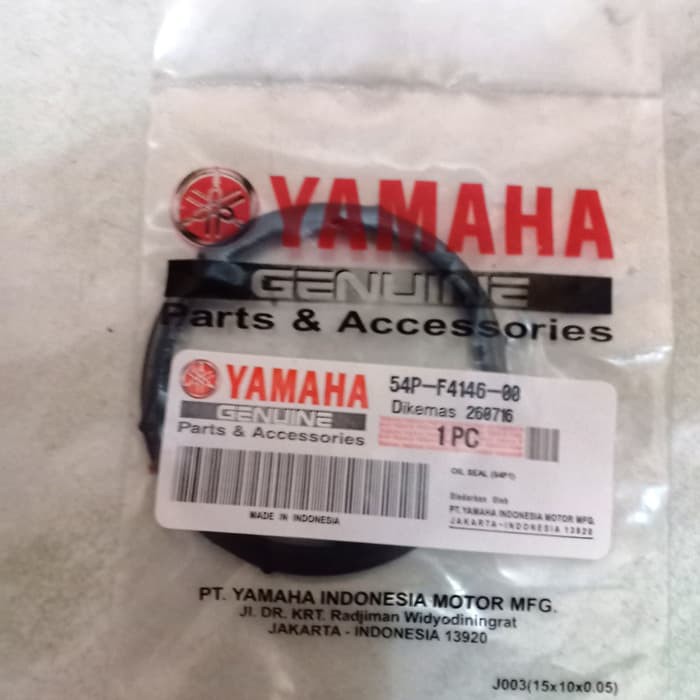 YAMAHA
GENUINE
Parts & Accessories
YAMAHA
GENUINE
Parts & Accessories
MADE IN INDONESIA
54P-F4146-00
Dikemas 260716
1 PC
OIL SEAL (54P1)
Diedarkan Oleh
PT. YAMAHA INDONESIA MOTOR MFG.
JAKARTA-INDONESIA 13920
PT. YAMAHA INDONESIA MOTOR MFG.
Jl. DR. KRT. Radjiman Widyodiningrat
JAKARTA - INDONESIA 13920
J003(15x10x0.05)